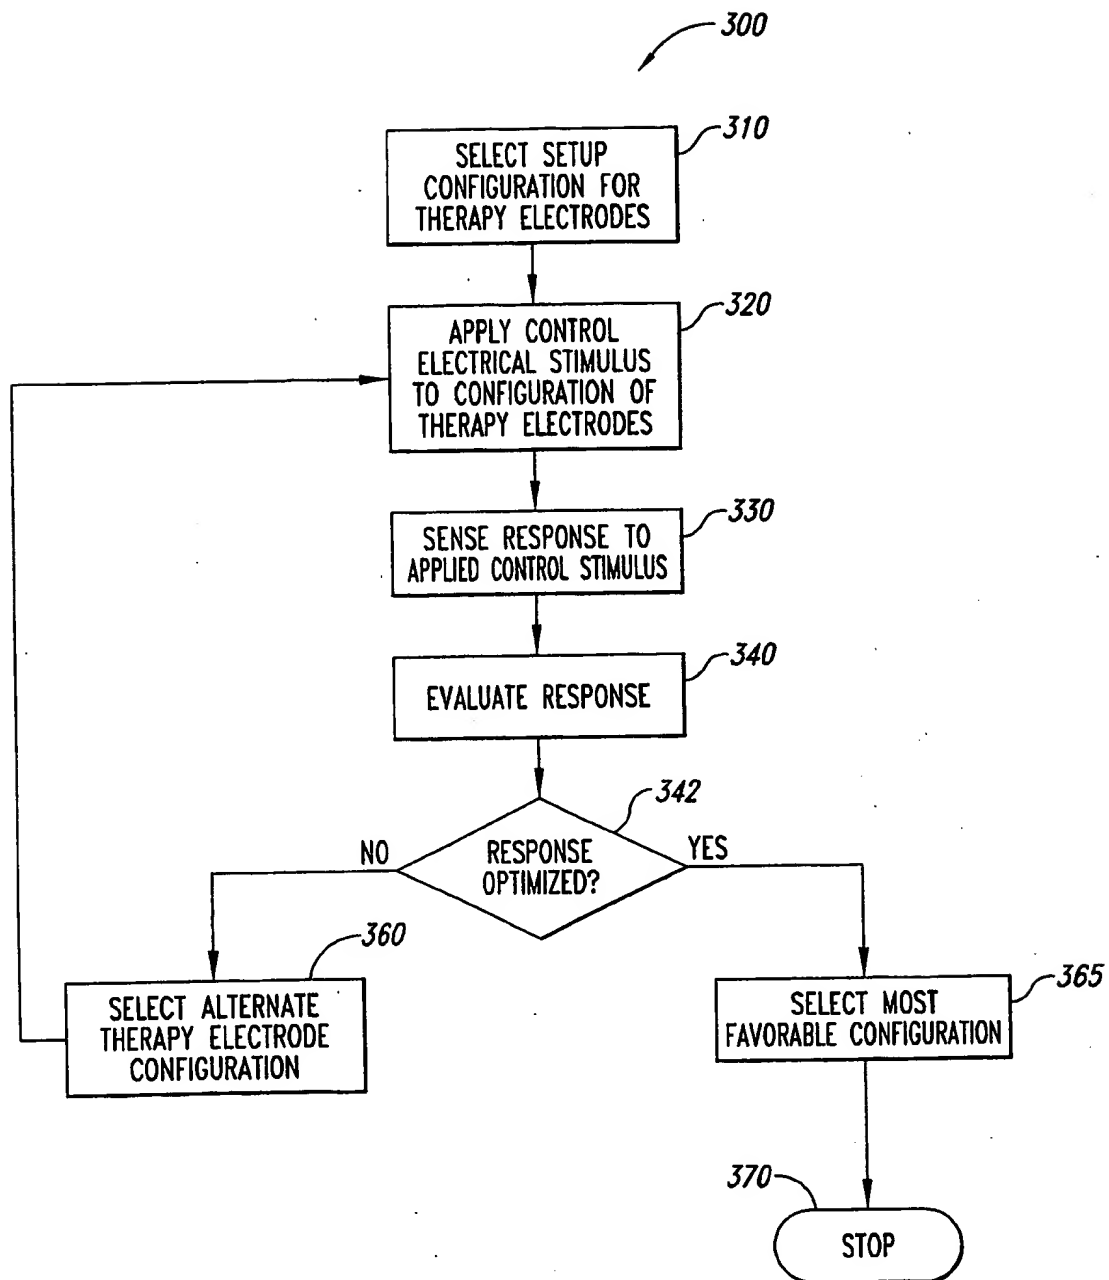 300
310
SELECT SETUP
CONFIGURATION FOR
THERAPY ELECTRODES
320
APPLY CONTROL
ELECTRICAL STIMULUS
TO CONFIGURATION OF
THERAPY ELECTRODES
330
SENSE RESPONSE TO
APPLIED CONTROL STIMULUS
340
EVALUATE RESPONSE
342
NO
RESPONSE
OPTIMIZED?
YES
360
SELECT ALTERNATE
THERAPY ELECTRODE
CONFIGURATION
365
SELECT MOST
FAVORABLE CONFIGURATION
370
STOP